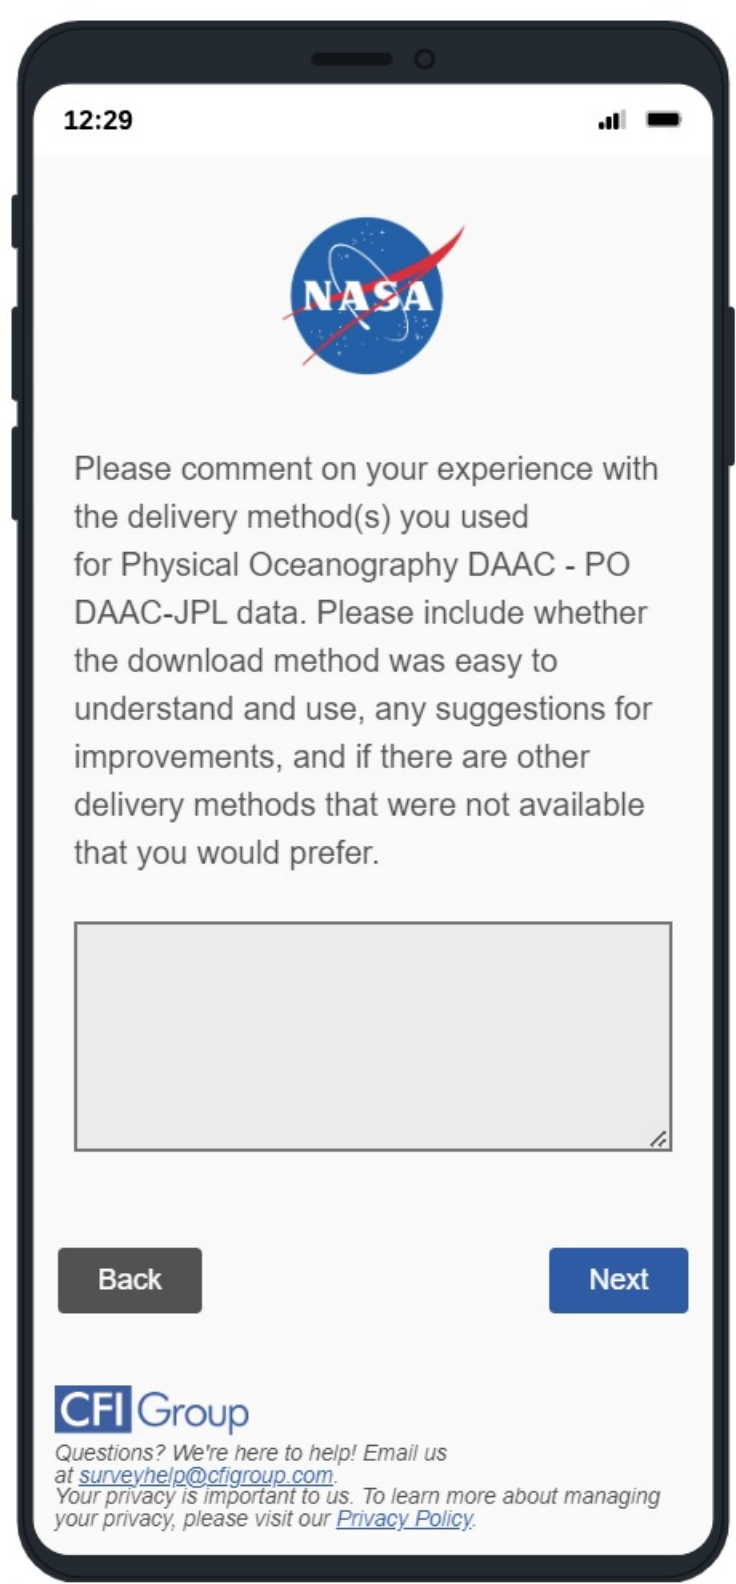 12:29
NASA
Please comment on your experience with
the delivery method(s) you used
for Physical Oceanography DAAC - PO
DAAC-JPL data. Please include whether
the download method was easy to
understand and use, any suggestions for
improvements, and if there are other
delivery methods that were not available
that you would prefer.
Back
Next
CFI Group
Questions? We're here to help! Email us
at surveyhelp@cfigroup.com.
Your privacy is important to us. To learn more about managing
your privacy, please visit our Privacy Policy.